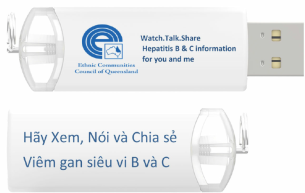 Watch.Talk.Share
Hepatitis B & C information
for you and me
Ethnic Communities
Council of Queensland
Hãy Xem, Nói và Chia sẻ
Viêm gan siêu vi B và C